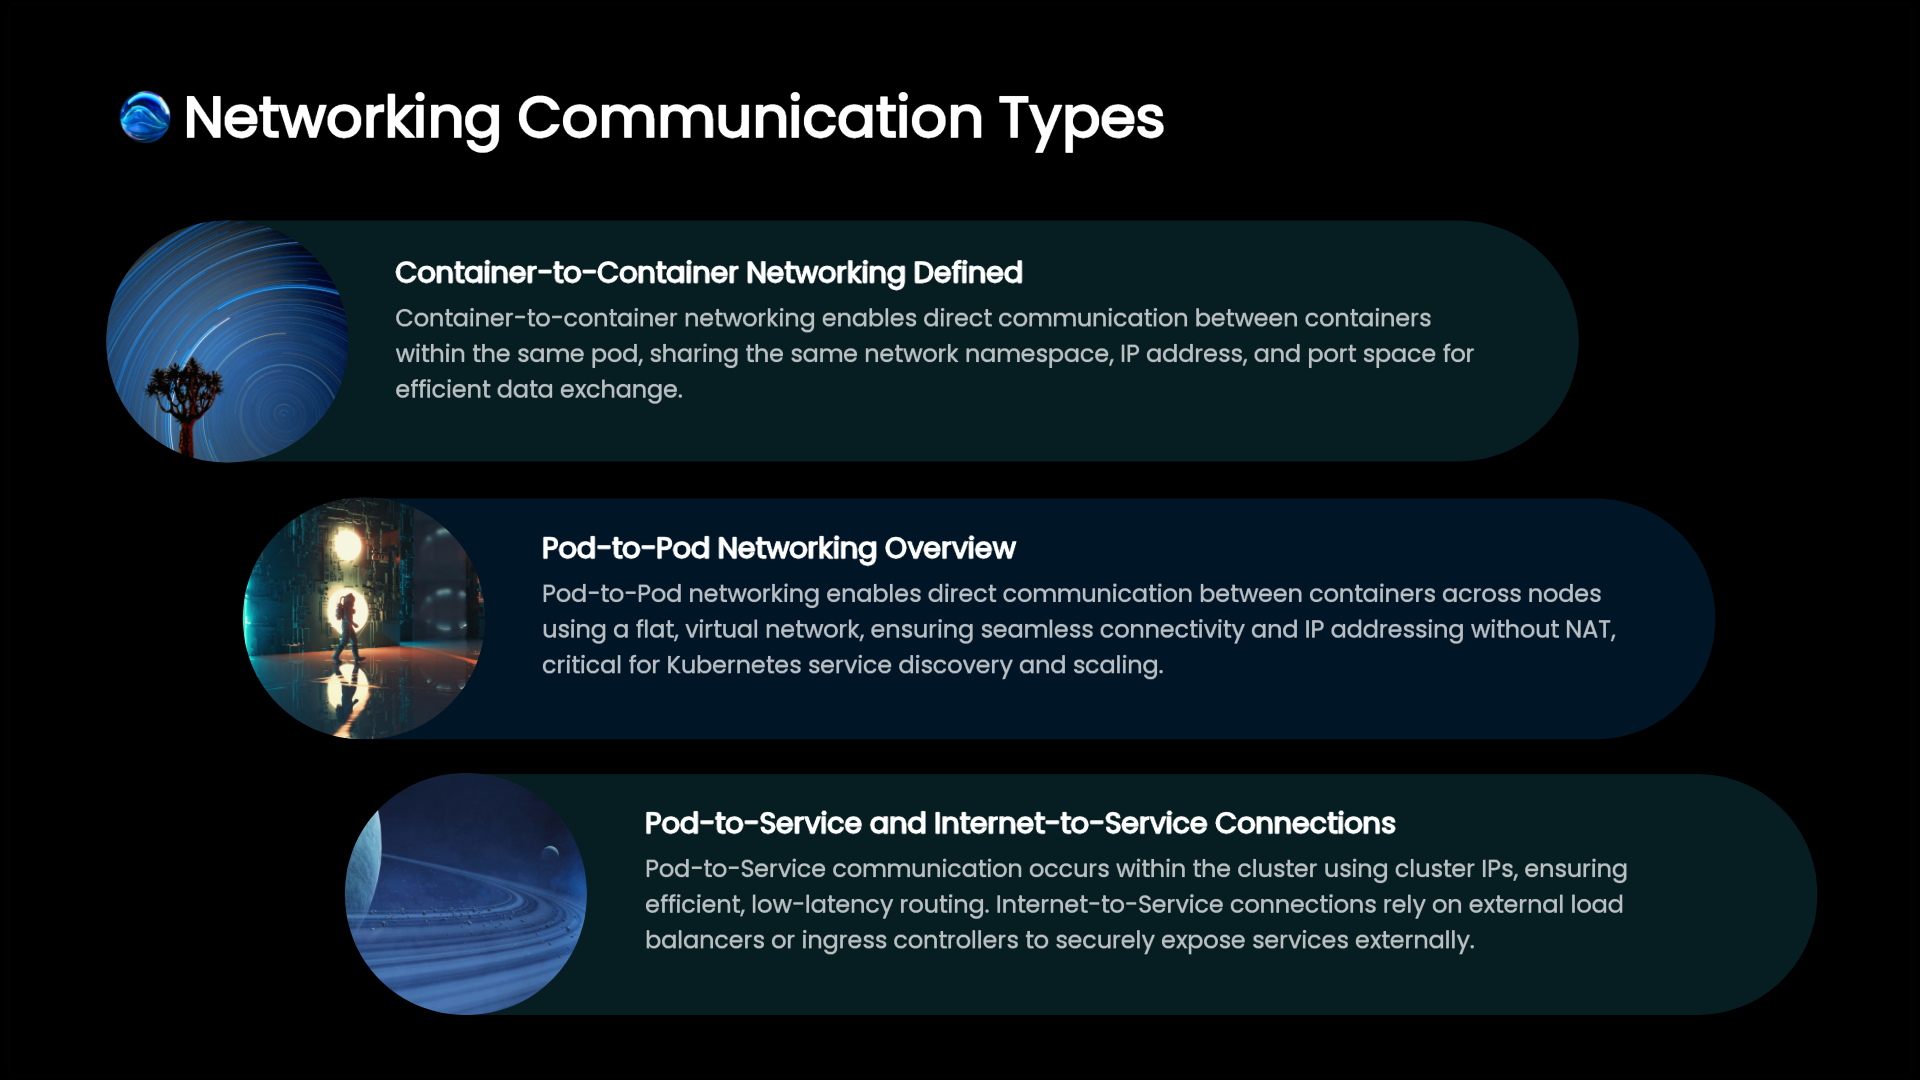 Networking Communication Types
Container-to-Container Networking Defined
Container-to-container networking enables direct communication between containers
within the same pod, sharing the same network namespace, IP address, and port space for
efficient data exchange.
Pod-to-Pod Networking Overview
Pod-to-Pod networking enables direct communication between containers across nodes
using a flat, virtual network, ensuring seamless connectivity and IP addressing without NAT,
critical for Kubernetes service discovery and scaling.
Pod-to-Service and Internet-to-Service Connections
Pod-to-Service communication occurs within the cluster using cluster IPs, ensuring
efficient, low-latency routing. Internet-to-Service connections rely on external load
balancers or ingress controllers to securely expose services externally.